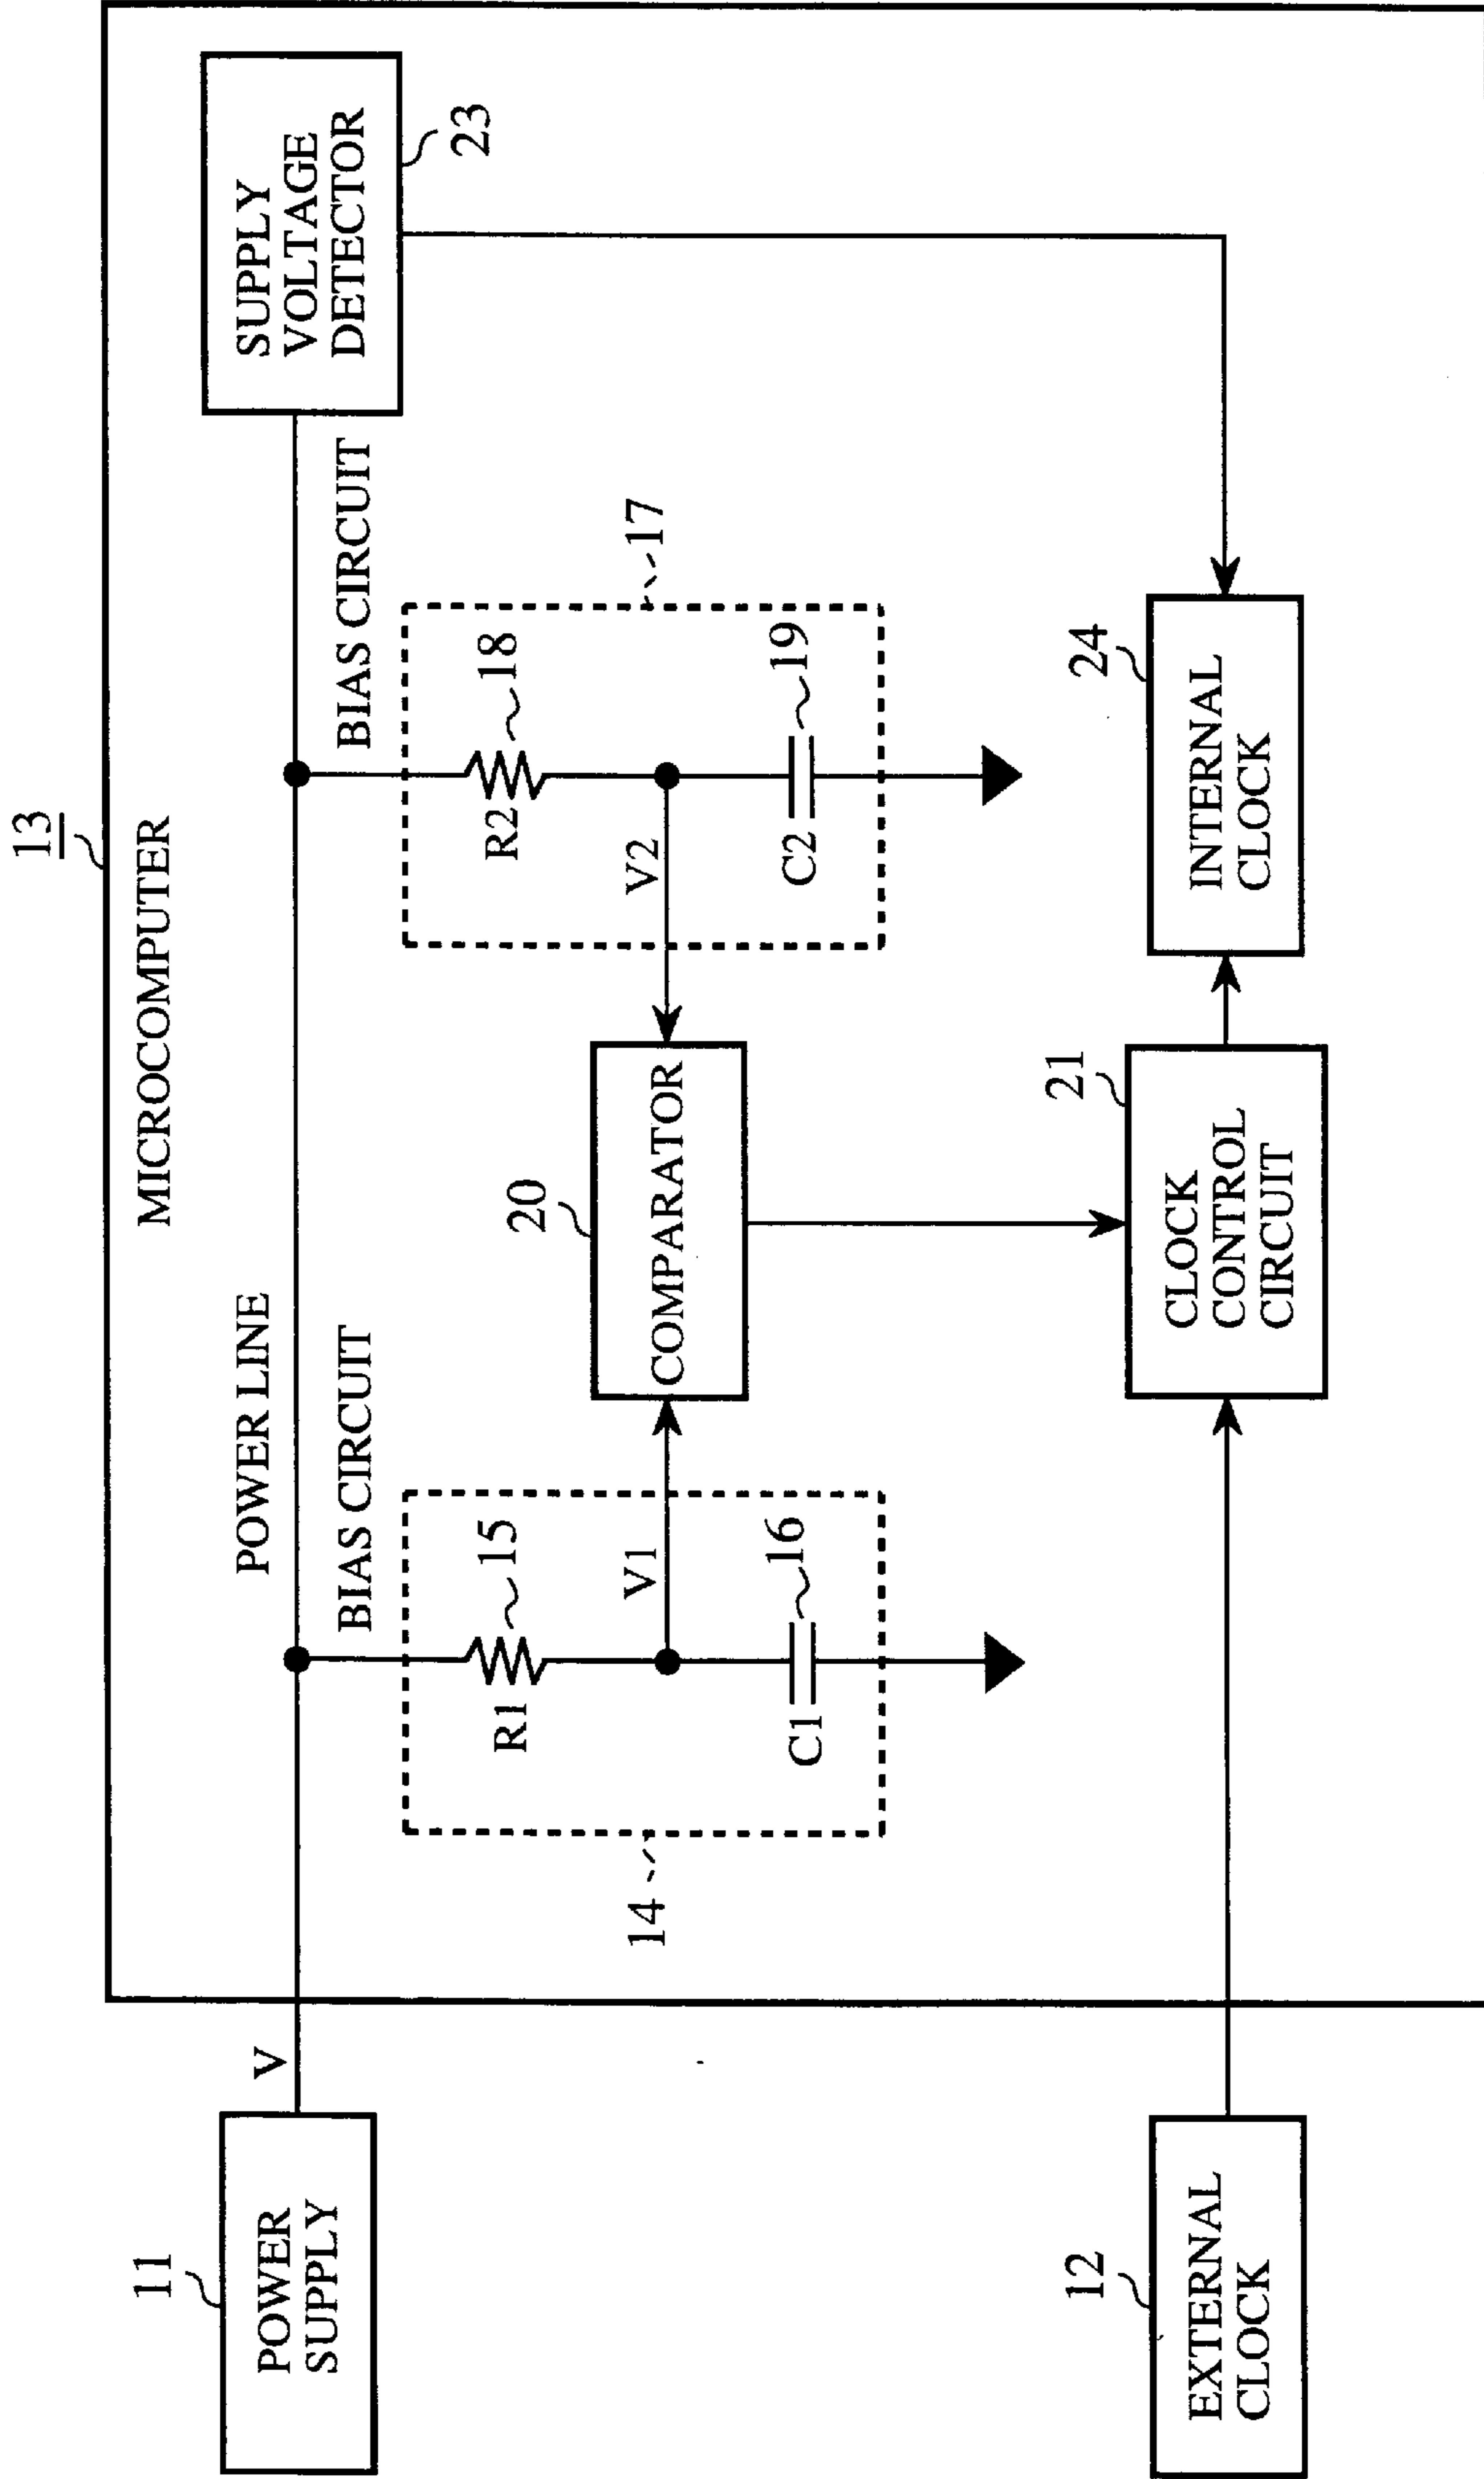 13
MICROCOMPUTER
11
POWER
SUPPLY
V
POWER LINE
SUPPLY
VOLTAGE
DETECTOR
23
BIAS CIRCUIT
14
R1
15
V1
C1
16
20
COMPARATOR
BIAS CIRCUIT
17
R2
18
V2
C2
19
12
EXTERNAL
CLOCK
21
CLOCK
CONTROL
CIRCUIT
24
INTERNAL
CLOCK